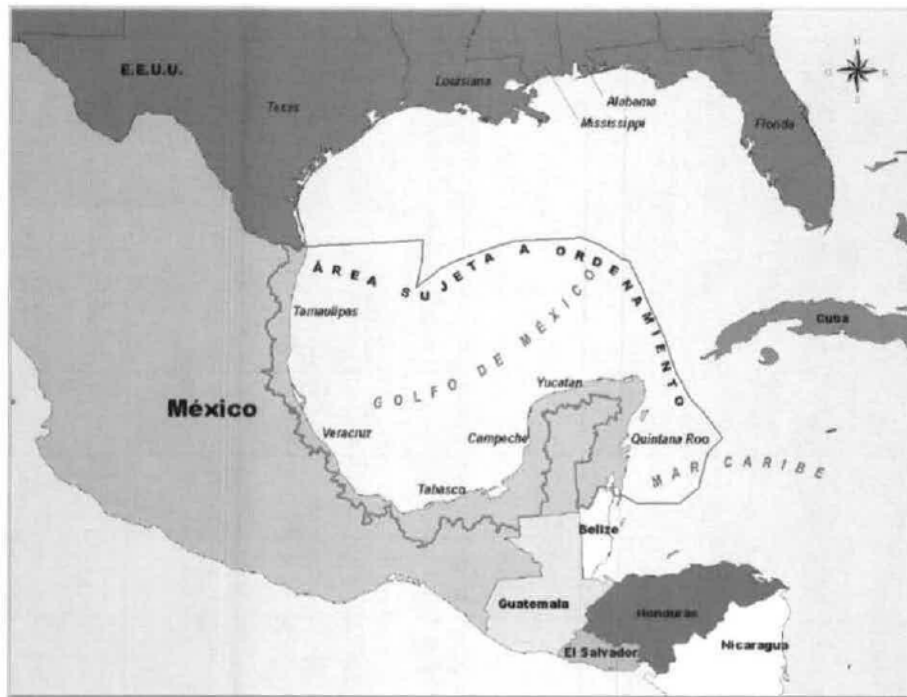 N
O E
S
E.E.U.U.
Texas
Louisiana
Alabama
Mississippi
Florida
ÁREA SUJETA A ORDENAMIENTO
Tamaulipas
GOLFO DE MÉXICO
Cuba
México
Yucatan
Veracruz
Campeche
Quintana Roo
MAR CARIBE
Tabasco
Belize
Guatemala
Honduras
El Salvador
Nicaragua